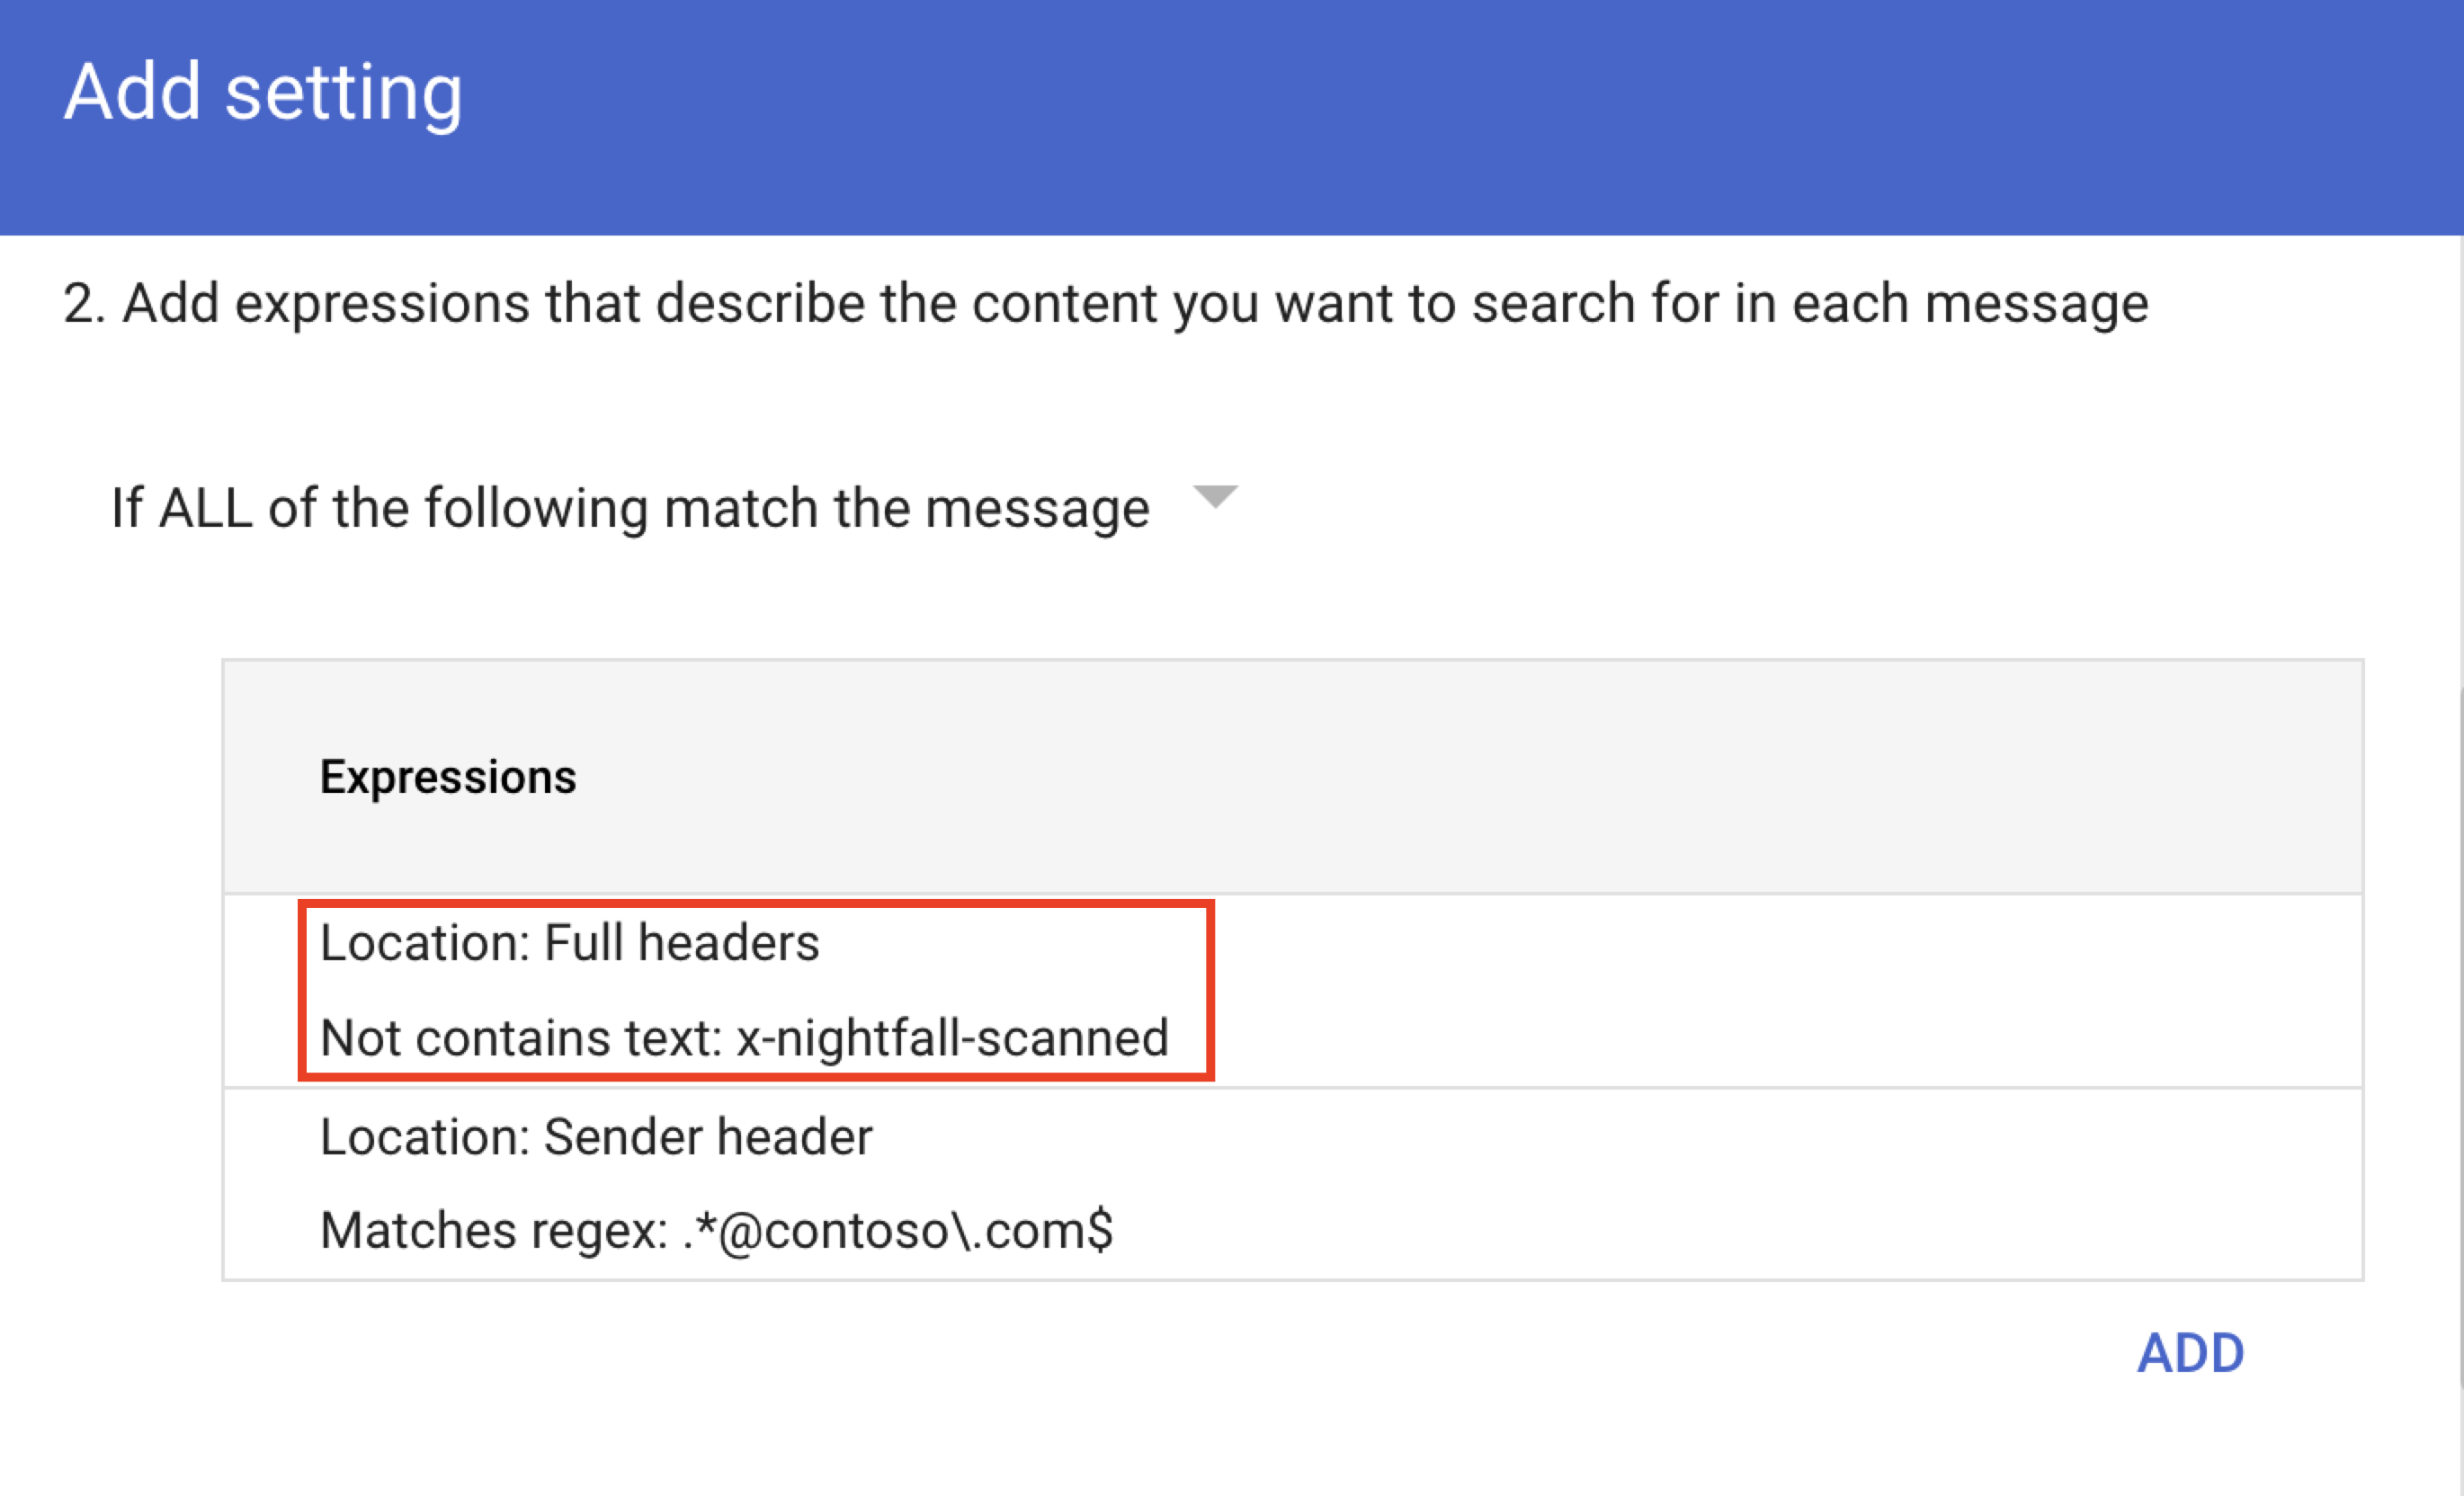 Add setting
2. Add expressions that describe the content you want to search for in each message
If ALL of the following match the message
Expressions
Location: Full headers
Not contains text: x-nightfall-scanned
Location: Sender header
Matches regex: .*@contoso\.com$
ADD